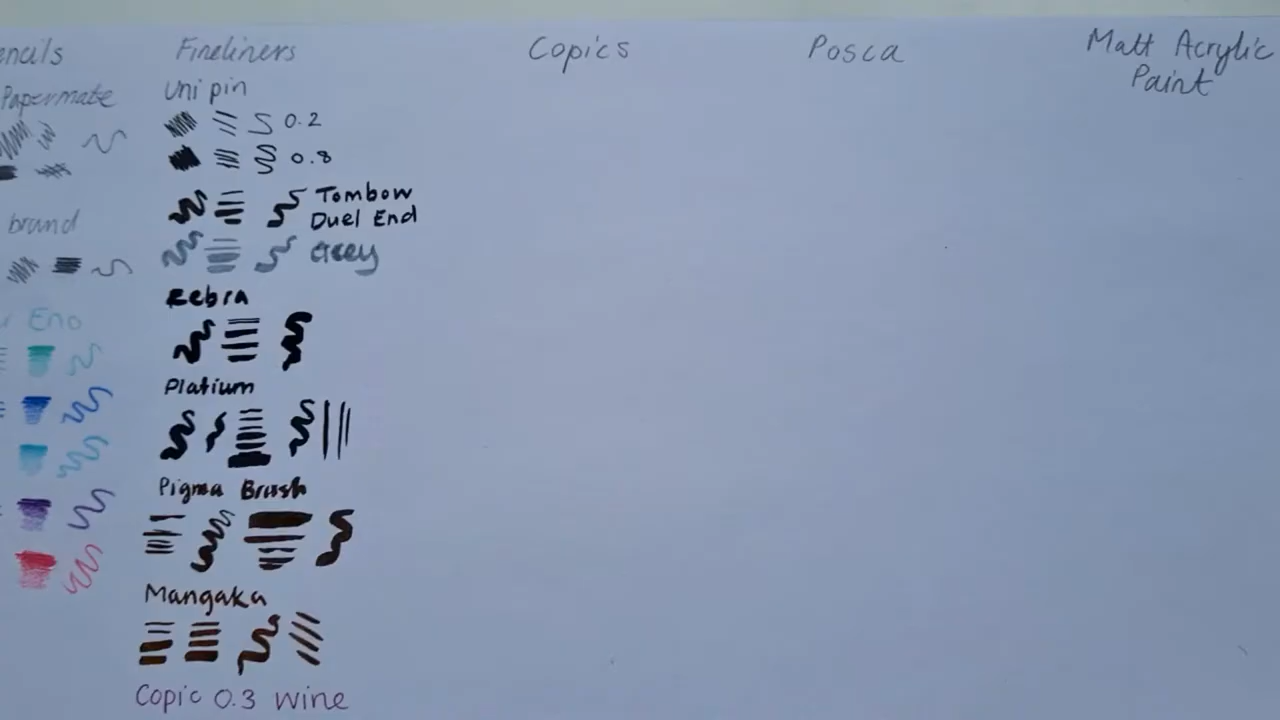 encils
Fineliners
Copics
Posca
Matt Acrylic
Paint
Papermate
brand
Eno
Uni pin
0.2
0.8
Tombow
Duel End
Grey
Zebra
Platium
Pigma Brush
Mangaka
Copic 0.3 wine